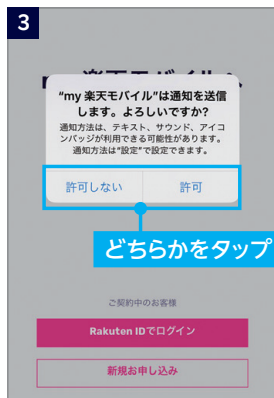 3
“my 楽天モバイル”は通知を送信
します。よろしいですか?
通知方法は、テキスト、サウンド、アイコ
ンバッジが利用できる可能性があります。
通知方法は“設定”で設定できます。
許可しない
許可
どちらかをタップ
ご契約中のお客様
Rakuten IDでログイン
新規お申し込み